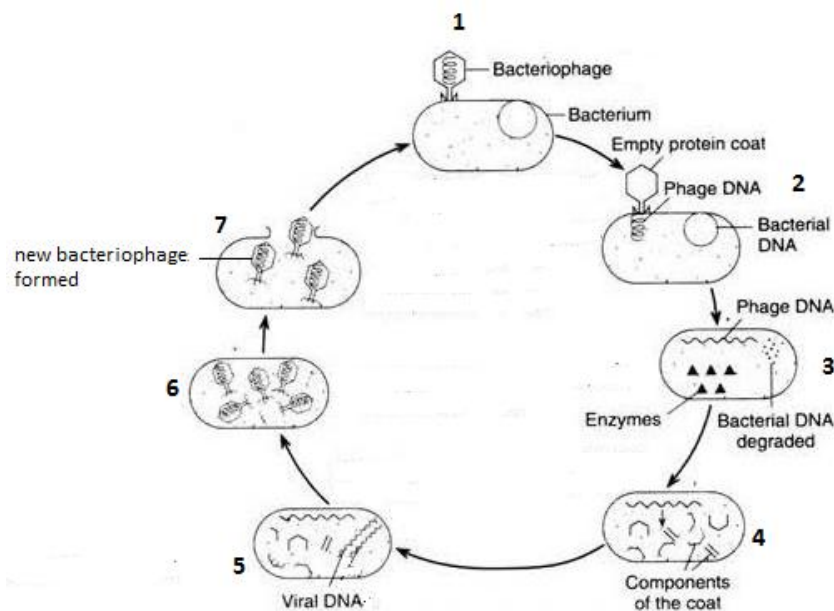 1
Bacteriophage
Bacterium
Empty protein coat
Phage DNA
2
Bacterial
DNA
Phage DNA
3
Enzymes
Bacterial DNA
degraded
4
Components
of the coat
5
Viral DNA
6
7
new bacteriophage
formed